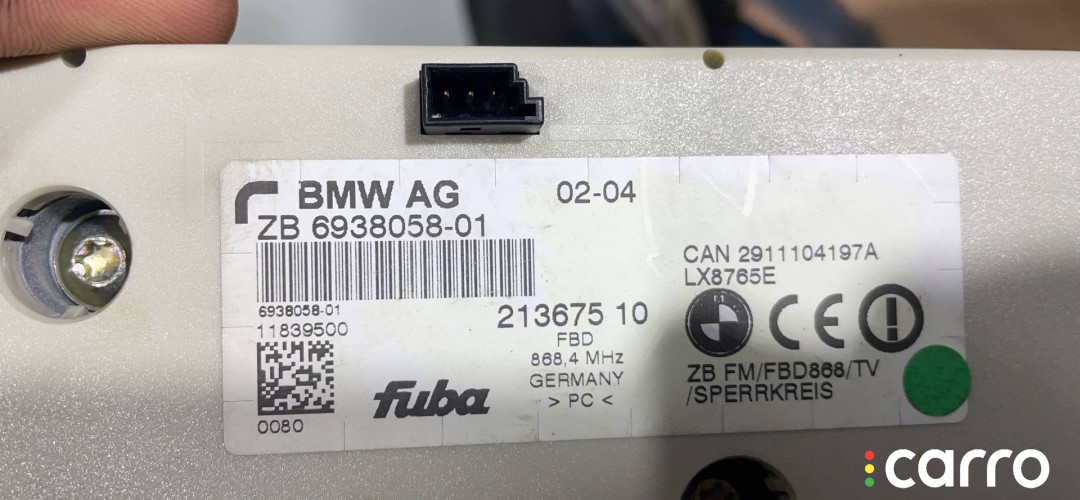 BMW AG 02-04
ZB 6938058-01
6938058-01
11839500
0080
fuba
213675 10
FBD
868,4 MHz
GERMANY
> PC <
CAN 2911104197A
LX8765E
CE
ZB FM/FBD868/TV
/SPERRKREIS
carro